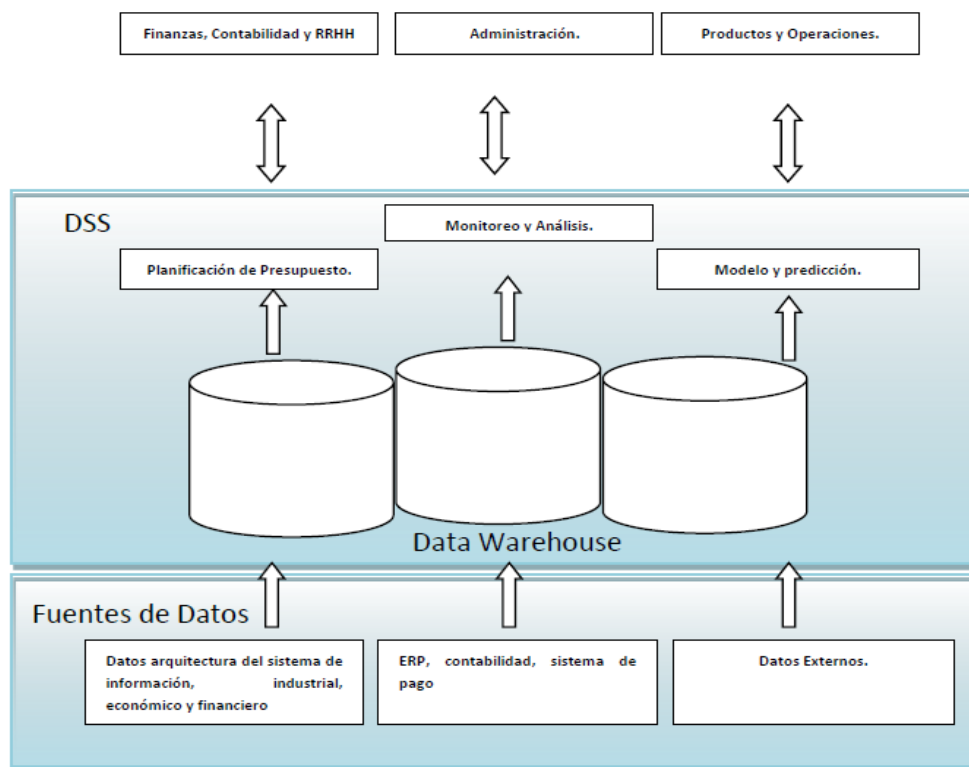 Finanzas, Contabilidad y RRHH
Administración.
Productos y Operaciones.
DSS
Monitoreo y Análisis.
Planificación de Presupuesto.
Modelo y predicción.
Data Warehouse
Fuentes de Datos
Datos arquitectura del sistema de
información, industrial,
económico y financiero
ERP, contabilidad, sistema de
pago
Datos Externos.